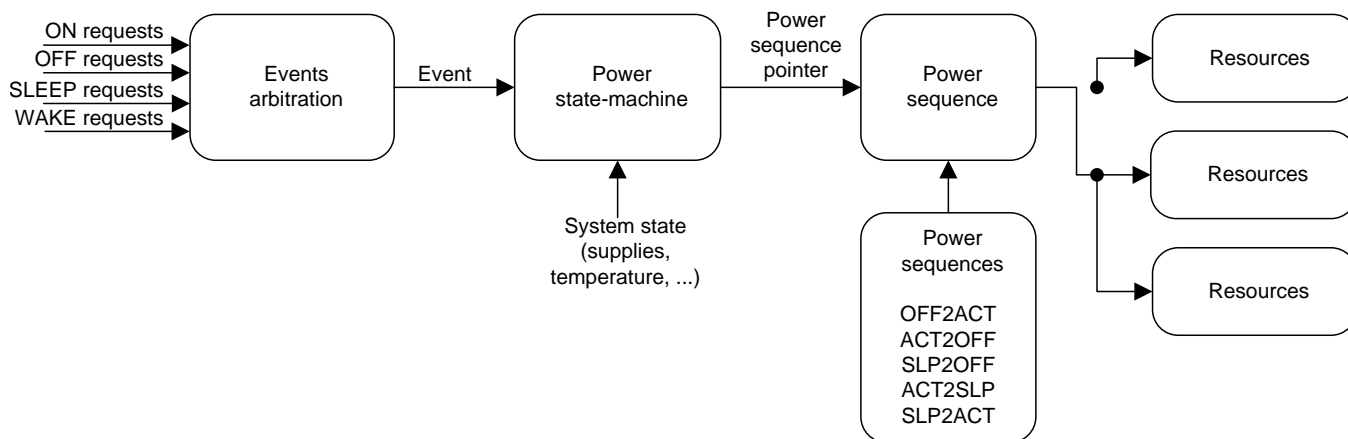 ON requests
OFF requests
SLEEP requests
WAKE requests
Events
arbitration
Event
Power
state-machine
System state
(supplies,
temperature, ...)
Power
sequence
pointer
Power
sequence
Power
sequences
OFF2ACT
ACT2OFF
SLP2OFF
ACT2SLP
SLP2ACT
Resources
Resources
Resources